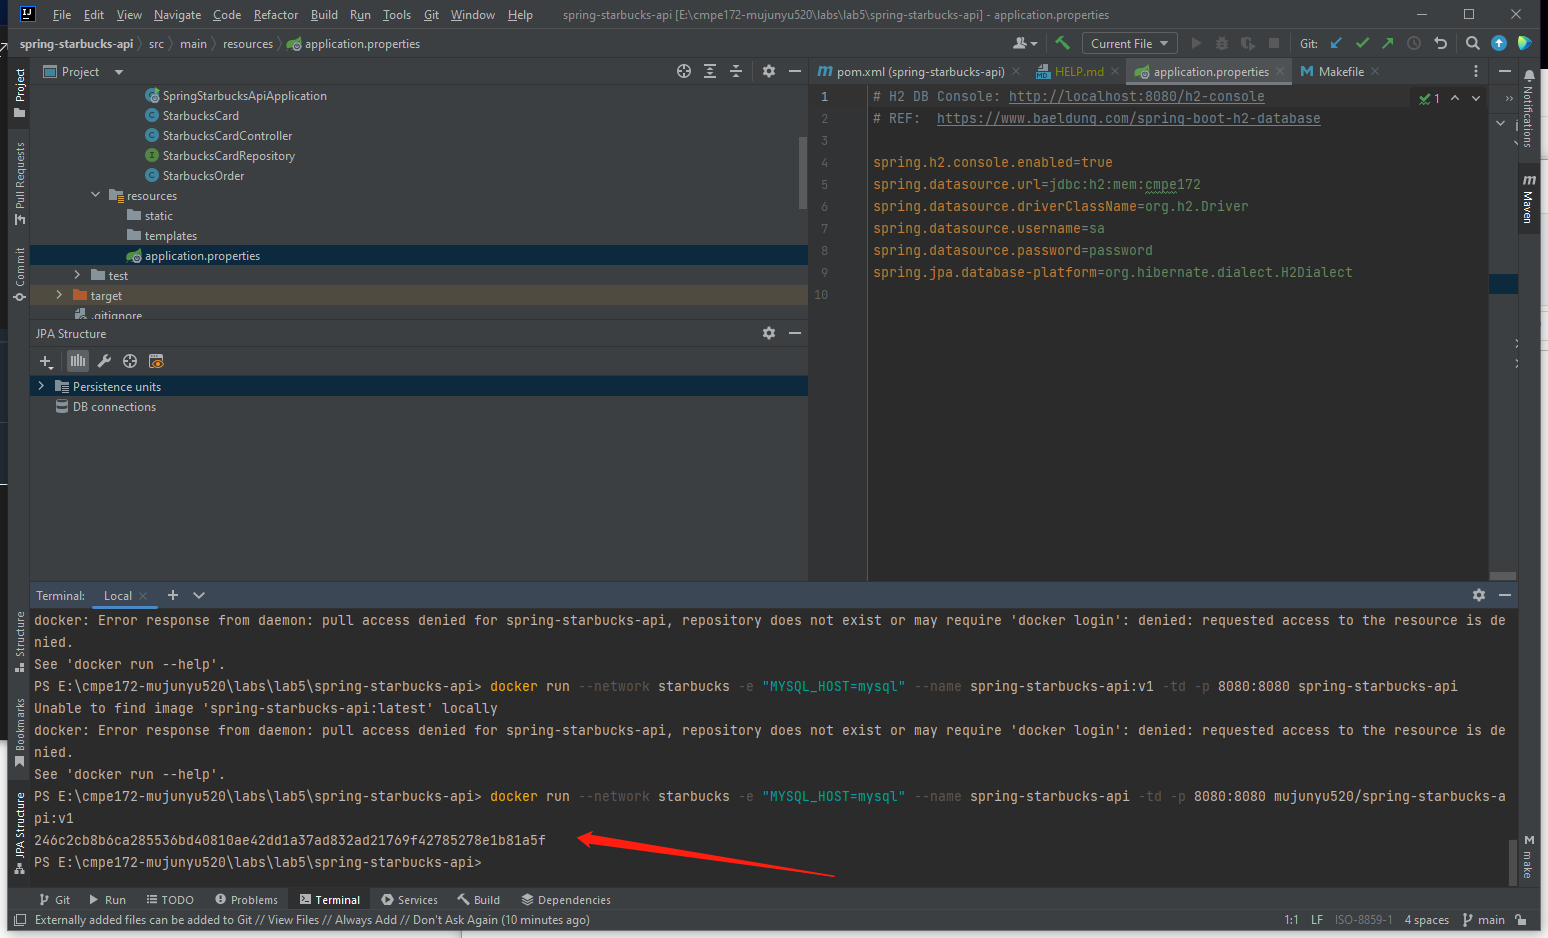 File Edit View Navigate Code Refactor Build Run Tools Git Window Help spring-starbucks-api [E:\cmpe172-mujunyu520\labs\lab5\spring-starbucks-api] - application.properties
spring-starbucks-api src main resources application.properties
Current File
Git:
Project
pom.xml (spring-starbucks-api)
HELP.md
application.properties
Makefile
SpringStarbucksApiApplication
StarbucksCard
StarbucksCardController
StarbucksCardRepository
StarbucksOrder
resources
static
templates
application.properties
test
target
.gitignore
JPA Structure
Persistence units
DB connections
1 # H2 DB Console: http://localhost:8080/h2-console
2 # REF: https://www.baeldung.com/spring-boot-h2-database
3
4 spring.h2.console.enabled=true
5 spring.datasource.url=jdbc:h2:mem:cmpe172
6 spring.datasource.driverClassName=org.h2.Driver
7 spring.datasource.username=sa
8 spring.datasource.password=password
9 spring.jpa.database-platform=org.hibernate.dialect.H2Dialect
10
1
Project
Pull Requests
Commit
Structure
Bookmarks
JPA Structure
Notifications
Maven
make
Terminal: Local
docker: Error response from daemon: pull access denied for spring-starbucks-api, repository does not exist or may require 'docker login': denied: requested access to the resource is de
nied.
See 'docker run --help'.
PS E:\cmpe172-mujunyu520\labs\lab5\spring-starbucks-api> docker run --network starbucks -e "MYSQL_HOST=mysql" --name spring-starbucks-api:v1 -td -p 8080:8080 spring-starbucks-api
Unable to find image 'spring-starbucks-api:latest' locally
docker: Error response from daemon: pull access denied for spring-starbucks-api, repository does not exist or may require 'docker login': denied: requested access to the resource is de
nied.
See 'docker run --help'.
PS E:\cmpe172-mujunyu520\labs\lab5\spring-starbucks-api> docker run --network starbucks -e "MYSQL_HOST=mysql" --name spring-starbucks-api -td -p 8080:8080 mujunyu520/spring-starbucks-a
pi:v1
246c2cb8b6ca285536bd40810ae42dd1a37ad832ad21769f42785278e1b81a5f
PS E:\cmpe172-mujunyu520\labs\lab5\spring-starbucks-api>
Git Run TODO Problems Terminal Services Build Dependencies
Externally added files can be added to Git // View Files // Always Add // Don't Ask Again (10 minutes ago)
1:1 LF ISO-8859-1 4 spaces main